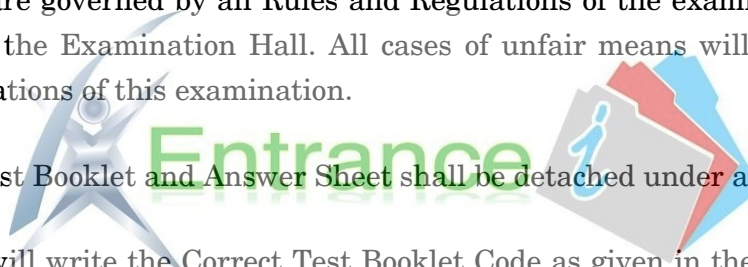 are governed by all Rules and Regulations of the exami
the Examination Hall. All cases of unfair means will
ations of this examination.
Entrance i
st Booklet and Answer Sheet shall be detached under a
will write the Correct Test Booklet Code as given in the